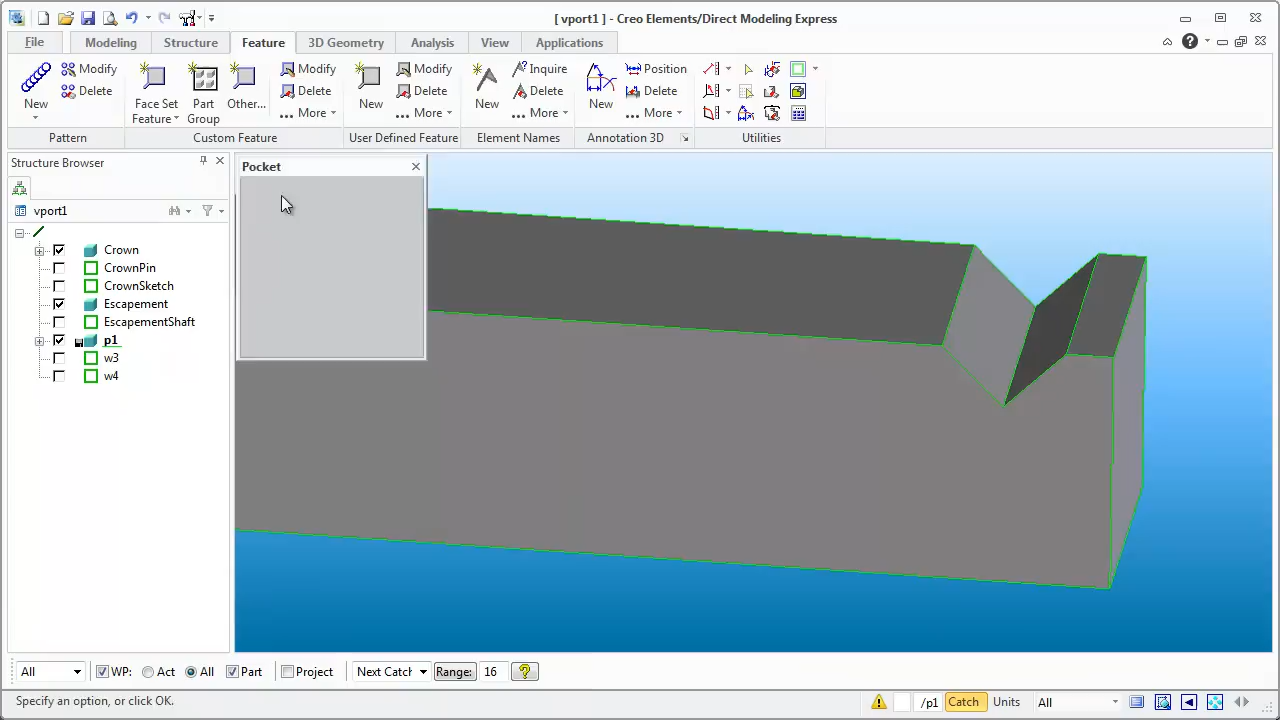 [ vport1 ] - Creo Elements/Direct Modeling Express
File Modeling Structure Feature 3D Geometry Analysis View Applications
New Modify Delete Face Set Feature Part Group Other... Modify Delete More New Modify Delete More New Inquire Delete More New Position Delete More
Pattern Custom Feature User Defined Feature Element Names Annotation 3D Utilities
Structure Browser
Pocket
vport1
Crown
CrownPin
CrownSketch
Escapement
EscapementShaft
p1
w3
w4
All WP: Act All Part Project Next Catch Range: 16 ?
Specify an option, or click OK. /p1 Catch Units All